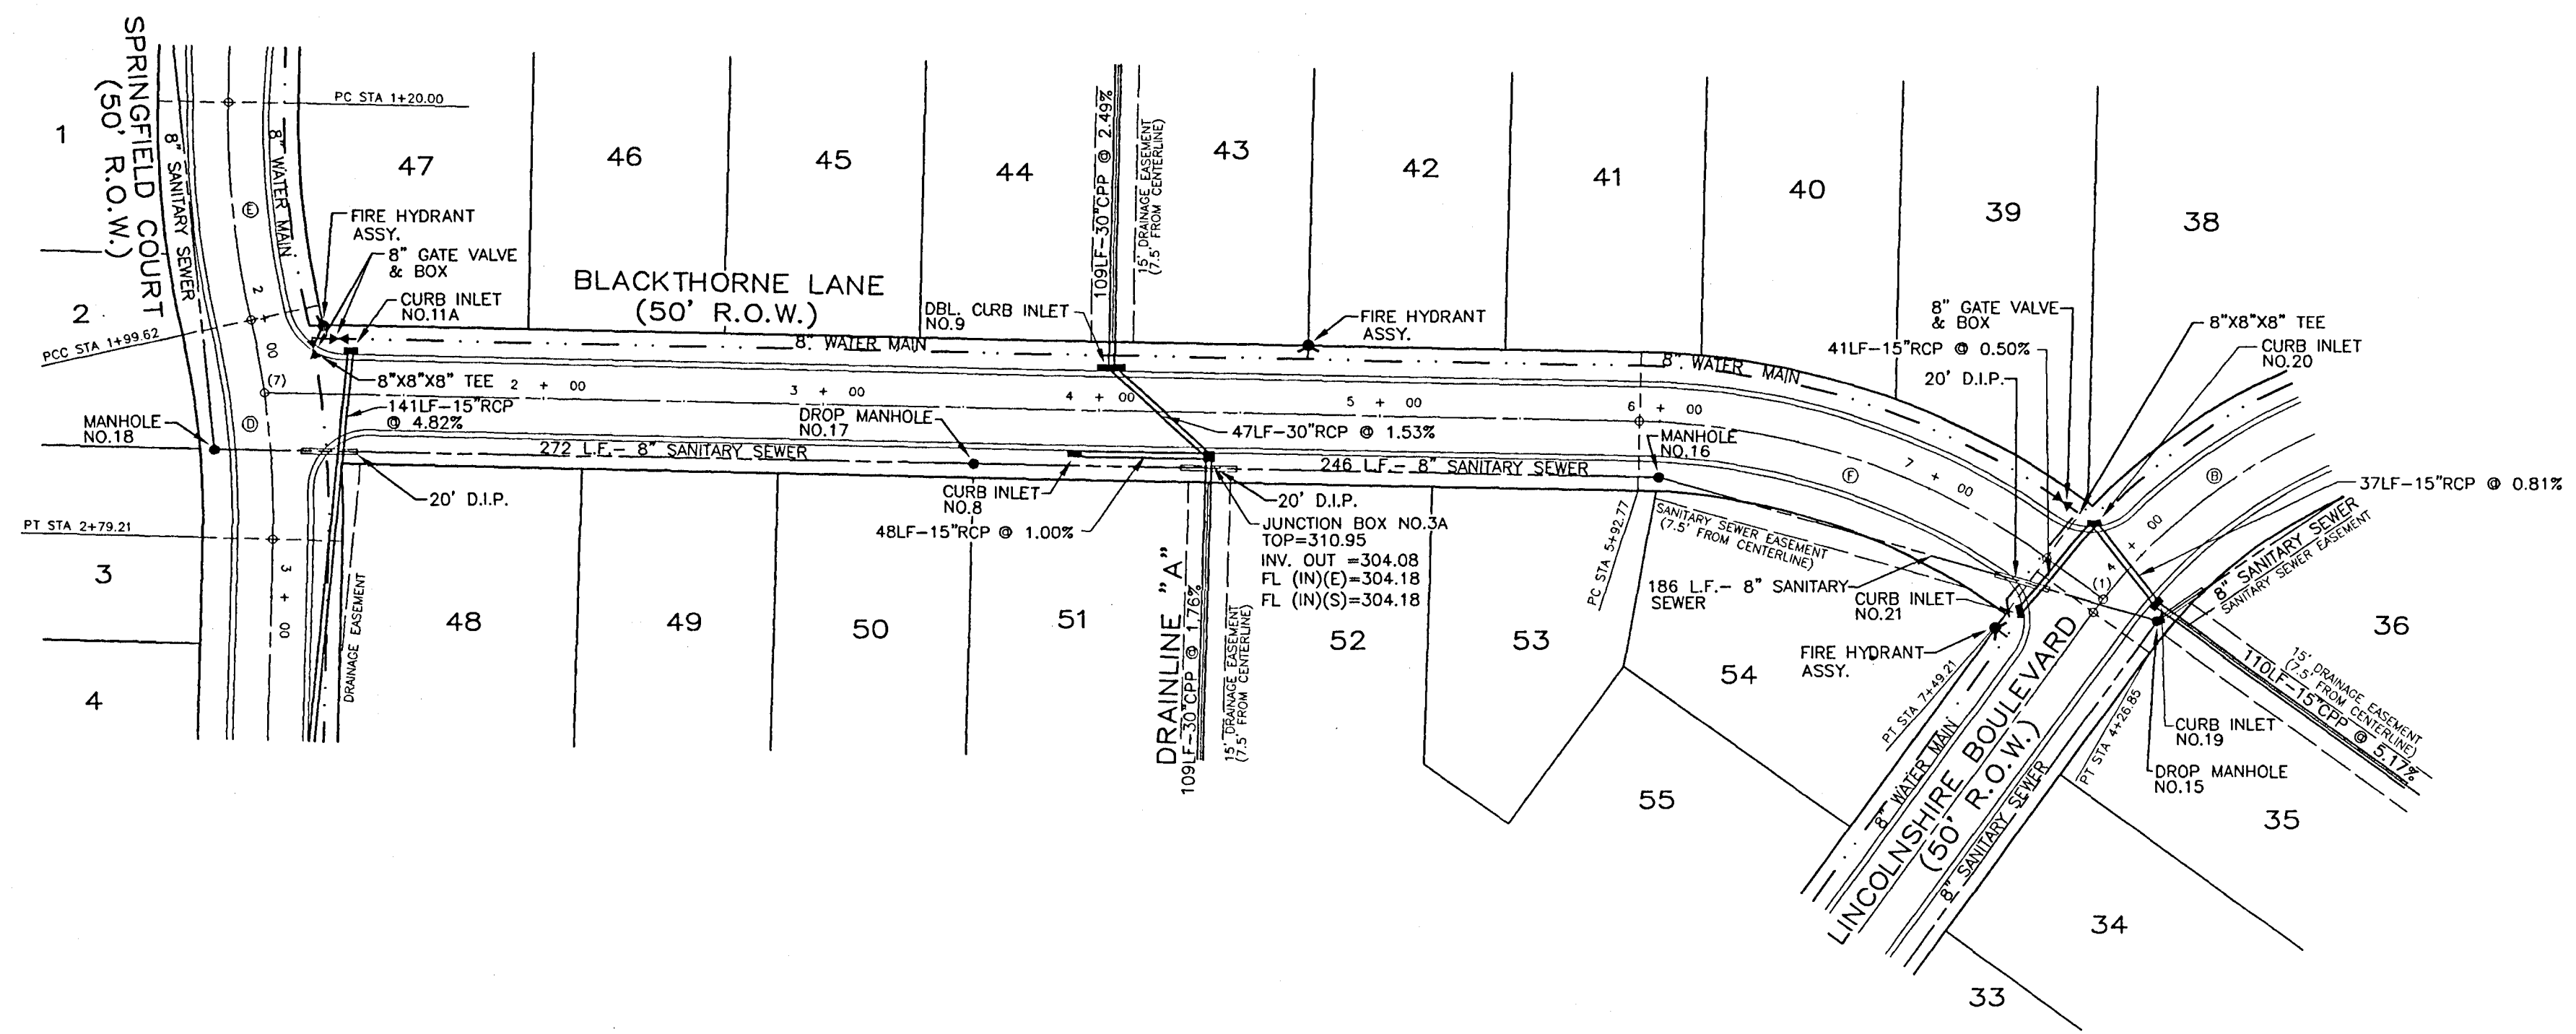 SPRINGFIELD COURT
(50' R.O.W.)
1
8" SANITARY SEWER
PC STA 1+20.00
8" WATER MAIN
47
46
45
44
109LF-30"CPP @ 2.49%
15' DRAINAGE EASEMENT
(7.5' FROM CENTERLINE)
43
42
41
40
39
38
E
FIRE HYDRANT
ASSY.
8" GATE VALVE
& BOX
CURB INLET
NO.11A
BLACKTHORNE LANE
(50' R.O.W.)
DBL. CURB INLET
NO.9
FIRE HYDRANT
ASSY.
8" GATE VALVE
& BOX
8"X8"X8" TEE
CURB INLET
NO.20
41LF-15"RCP @ 0.50%
20' D.I.P.
2
PCC STA 1+99.62
2 + 00
8" WATER MAIN
8" WATER MAIN
(7)
8"X8"X8" TEE
141LF-15"RCP
@ 4.82%
2 + 00
3 + 00
4 + 00
5 + 00
6 + 00
7 + 00
D
MANHOLE
NO.18
DROP MANHOLE
NO.17
47LF-30"RCP @ 1.53%
MANHOLE
NO.16
272 L.F.- 8" SANITARY SEWER
246 L.F.- 8" SANITARY SEWER
F
B
37LF-15"RCP @ 0.81%
20' D.I.P.
CURB INLET
NO.8
48LF-15"RCP @ 1.00%
20' D.I.P.
JUNCTION BOX NO.3A
TOP=310.95
INV. OUT =304.08
FL (IN)(E)=304.18
FL (IN)(S)=304.18
PT STA 2+79.21
3
3 + 00
DRAINAGE EASEMENT
4
48
49
50
51
DRAINLINE "A"
109LF-30"CPP @ 1.76%
15' DRAINAGE EASEMENT
(7.5' FROM CENTERLINE)
52
53
PC STA 5+92.77
SANITARY SEWER EASEMENT
(7.5' FROM CENTERLINE)
186 L.F.- 8" SANITARY
SEWER
CURB INLET
NO.21
4 + 00
(1)
8" SANITARY SEWER
SANITARY SEWER EASEMENT
36
54
FIRE HYDRANT
ASSY.
PT STA 7+49.21
15' DRAINAGE EASEMENT
(7.5' FROM CENTERLINE)
110LF-15"CPP @ 5.17%
CURB INLET
NO.19
DROP MANHOLE
NO.15
PT STA 4+26.85
55
8" WATER MAIN
LINCOLNSHIRE BOULEVARD
(50' R.O.W.)
8" SANITARY SEWER
35
34
33